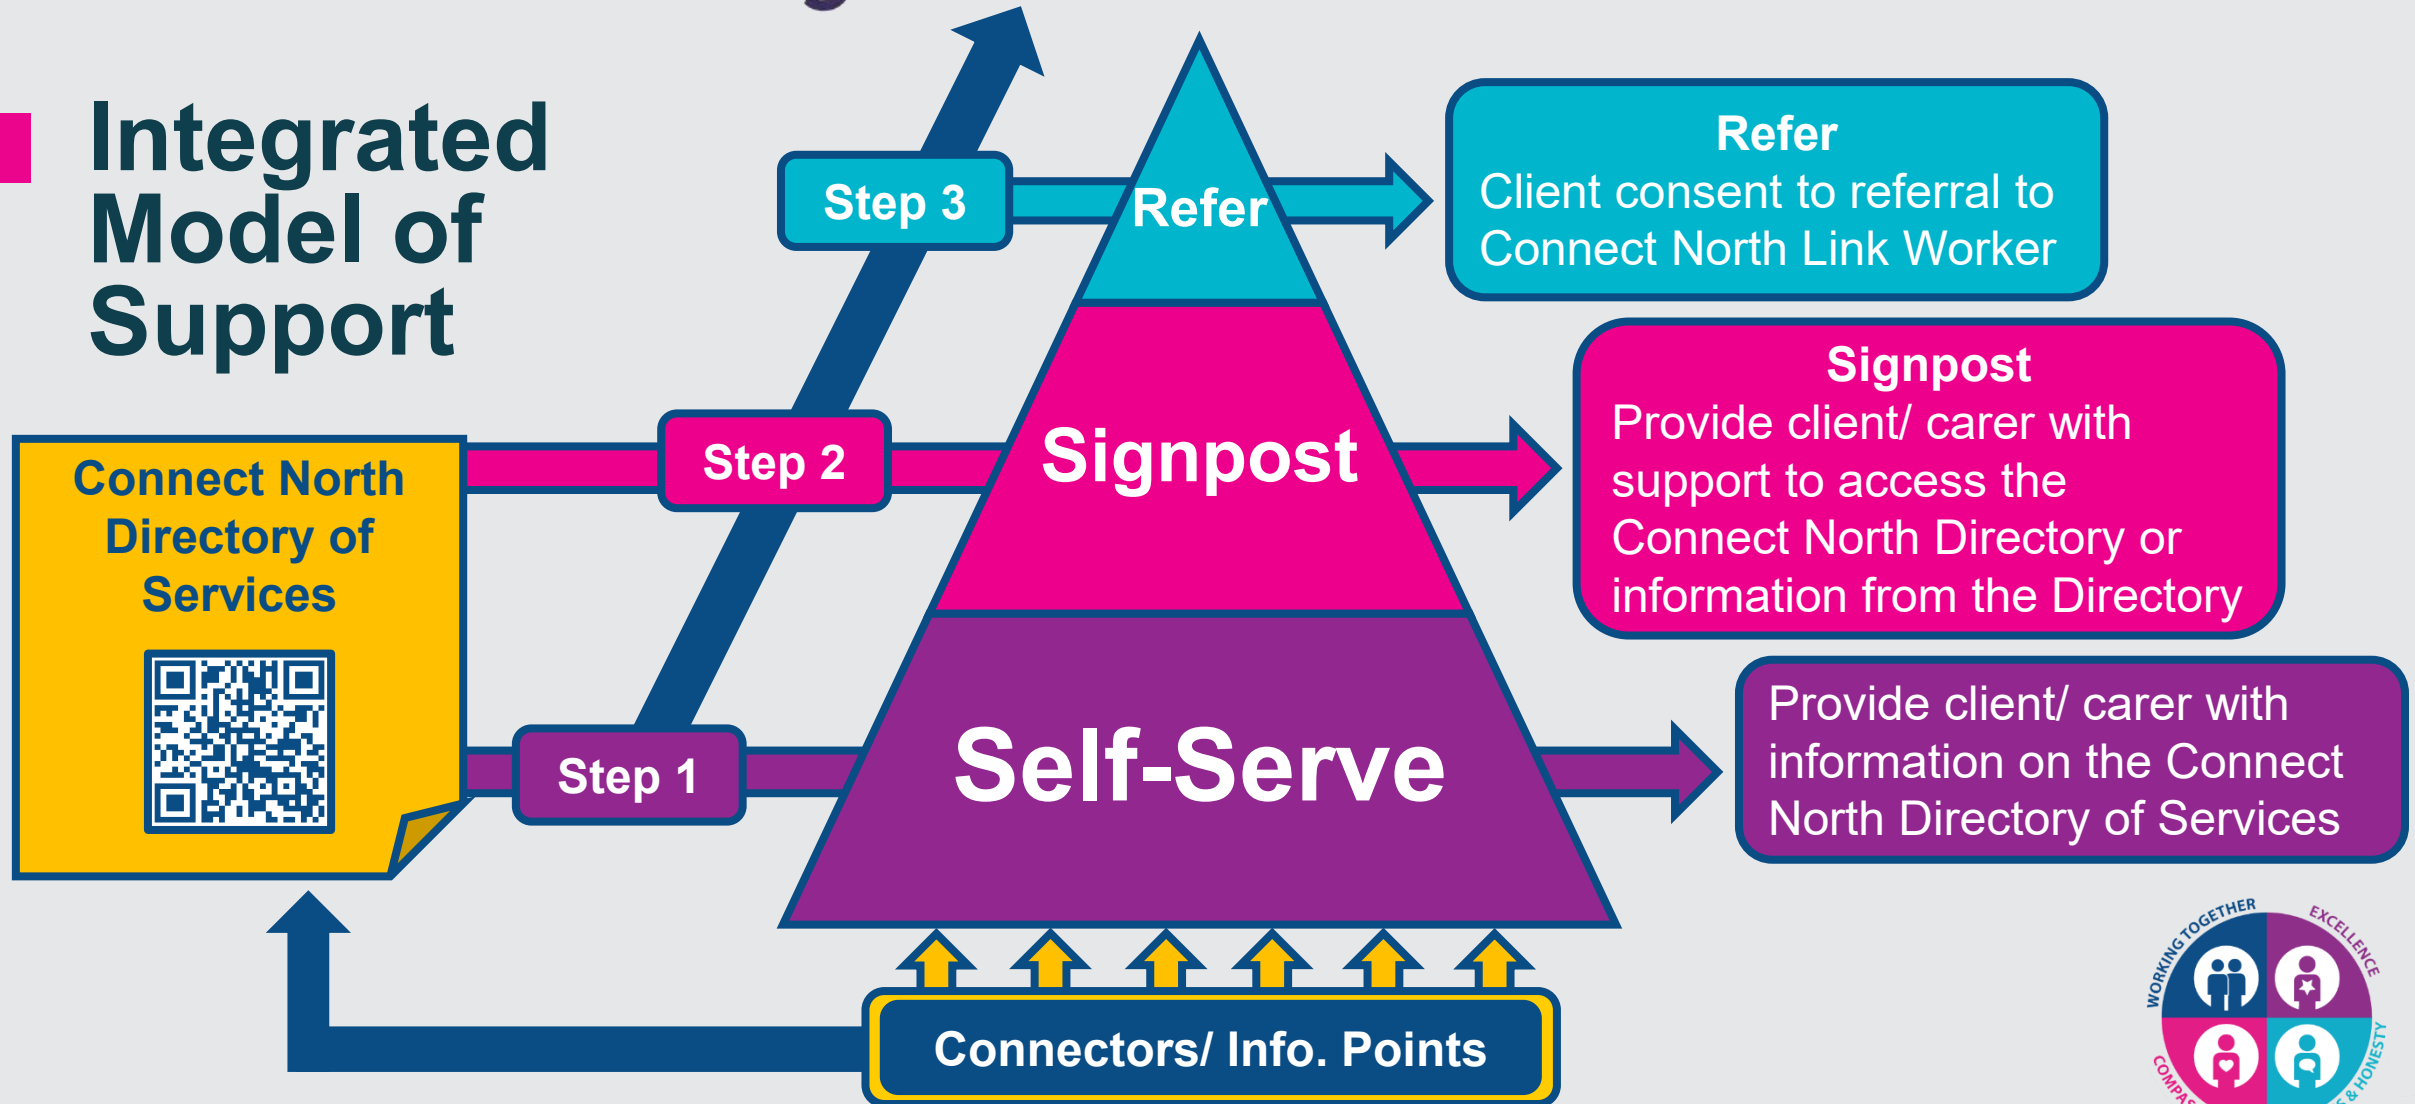 Integrated
Model of
Support
Step 3
Refer
Refer
Client consent to referral to
Connect North Link Worker
Connect North
Directory of
Services
Step 2
Signpost
Signpost
Provide client/ carer with
support to access the
Connect North Directory or
information from the Directory
Step 1
Self-Serve
Provide client/ carer with
information on the Connect
North Directory of Services
Connectors/ Info. Points
WORKING TOGETHER
EXCELLENCE
& HONESTY